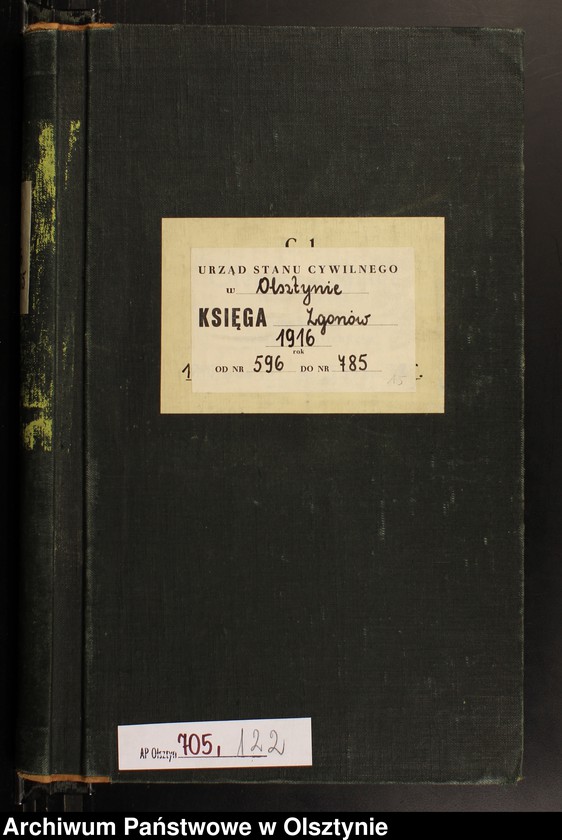 URZĄD STANU CYWILNEGO
w Olsztynie
KSIĘGA Zgonów
1916
rok
OD NR 596 DO NR 785
15
AP Olsztyn 705, 122
Archiwum Państwowe w Olsztynie